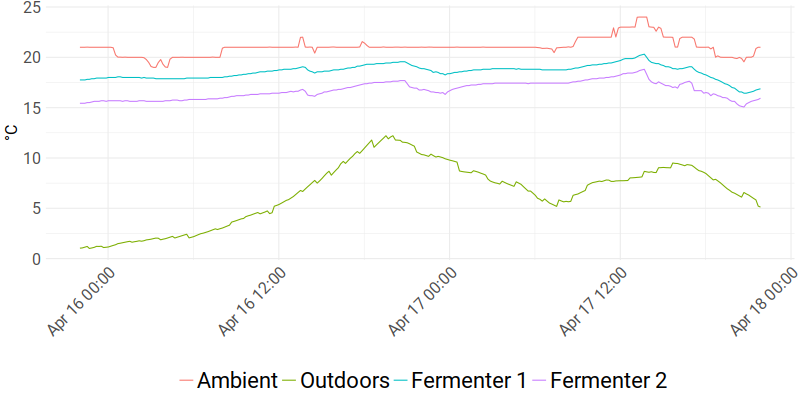 25
20
15
10
5
0
°C
Apr 16 00:00
Apr 16 12:00
Apr 17 00:00
Apr 17 12:00
Apr 18 00:00
Ambient Outdoors Fermenter 1 Fermenter 2